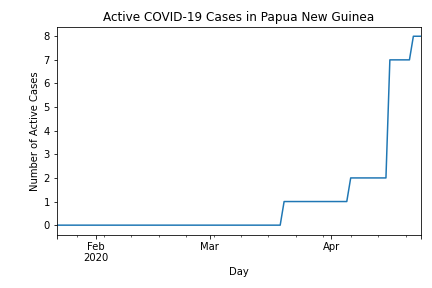 Active COVID-19 Cases in Papua New Guinea
Number of Active Cases
8
7
6
5
4
3
2
1
0
Feb
2020
Mar
Apr
Day